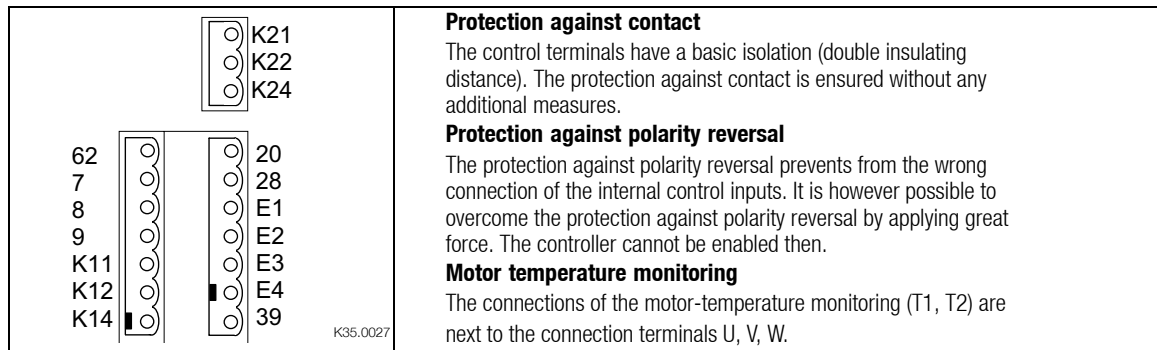 K21
K22
K24
62
7
8
9
K11
K12
K14
20
28
E1
E2
E3
E4
39
K35.0027
Protection against contact
The control terminals have a basic isolation (double insulating
distance). The protection against contact is ensured without any
additional measures.
Protection against polarity reversal
The protection against polarity reversal prevents from the wrong
connection of the internal control inputs. It is however possible to
overcome the protection against polarity reversal by applying great
force. The controller cannot be enabled then.
Motor temperature monitoring
The connections of the motor-temperature monitoring (T1, T2) are
next to the connection terminals U, V, W.